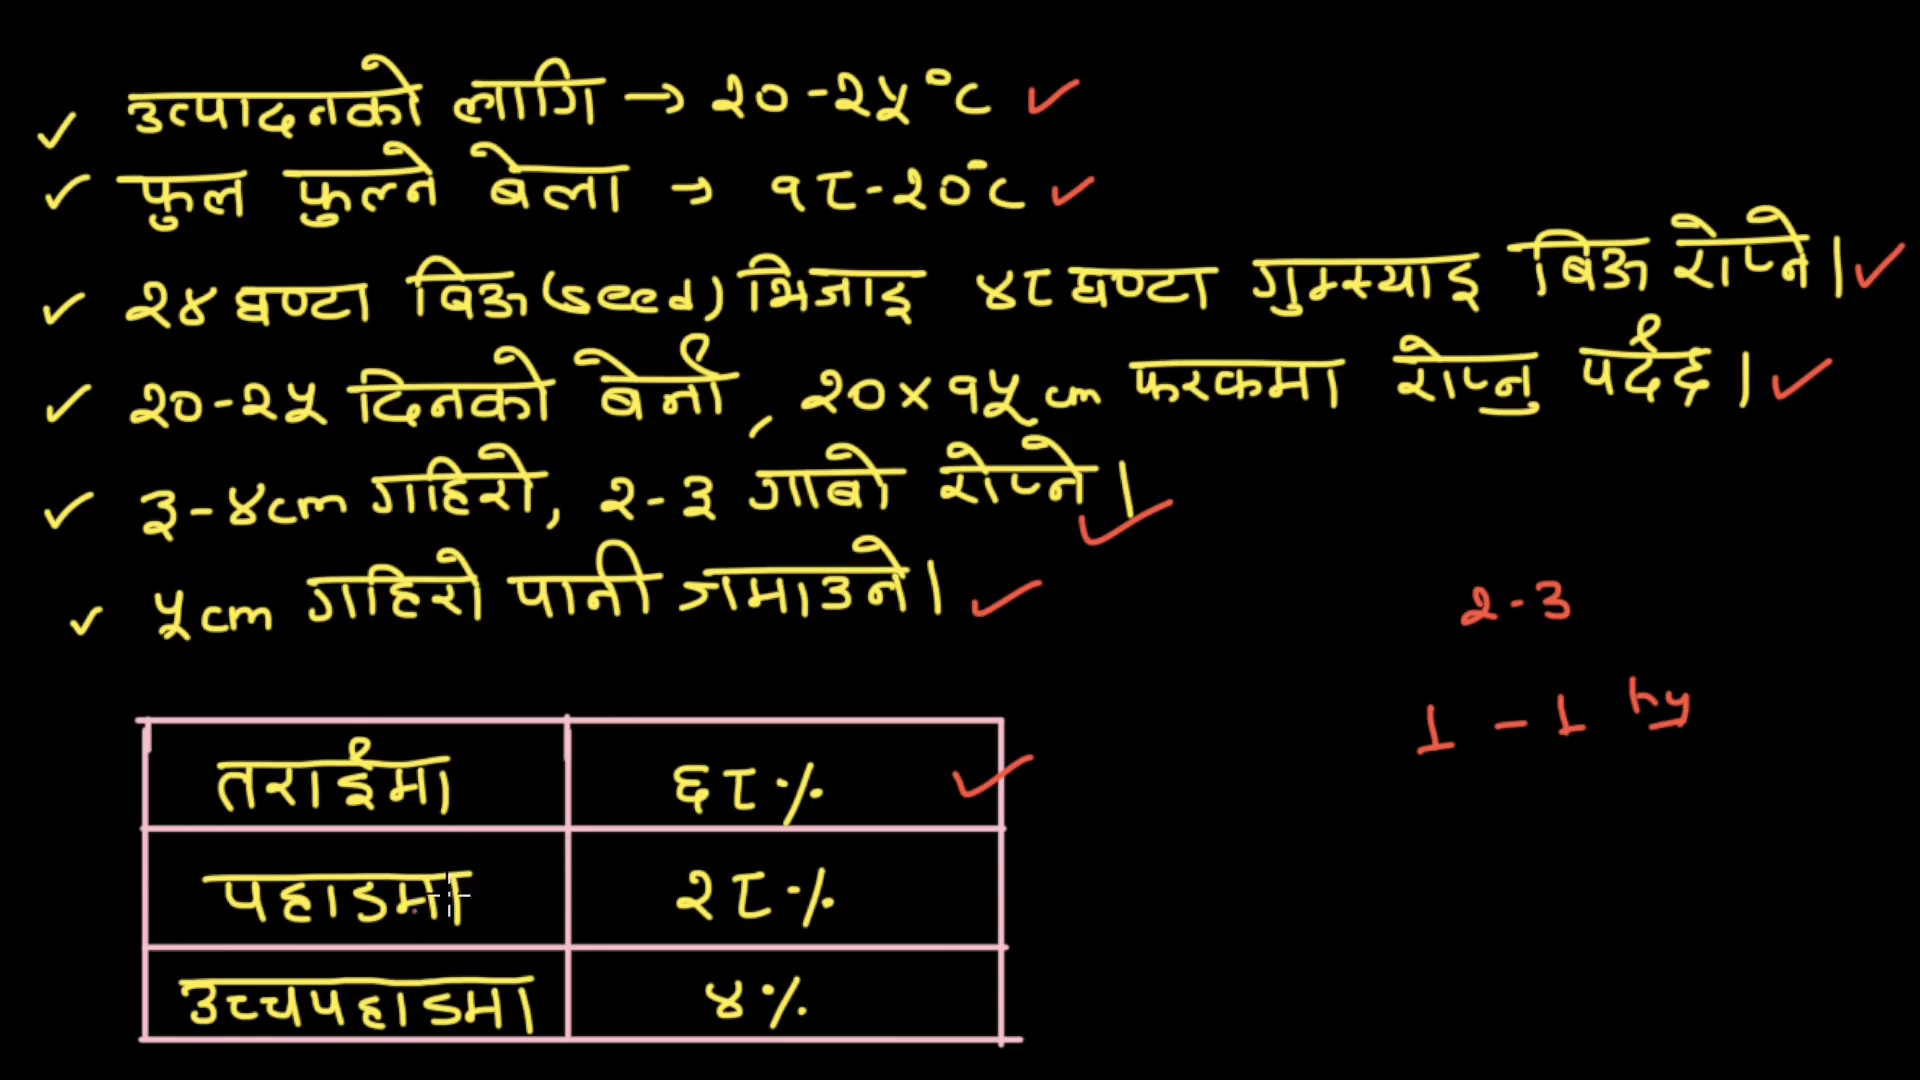 उत्पादनको लागि → २०-२५°c
फुल फुल्ने बेला → १८-२०°c
२४ घण्टा बिऊ (seed) भिजाइ ४८ घण्टा गुम्स्याइ बिऊ रोप्ने।
२०-२५ दिनको बेर्ना, २०×१५ cm फरकमा रोप्नु पर्दछ।
३-४cm गहिरो, २-३ गाबो रोप्ने।
५cm गहिरो पानी जमाउने।
2-3
1 - 1 hy
तराईमा ६८%
पहाडमा २८%
उच्चपहाडमा ४%